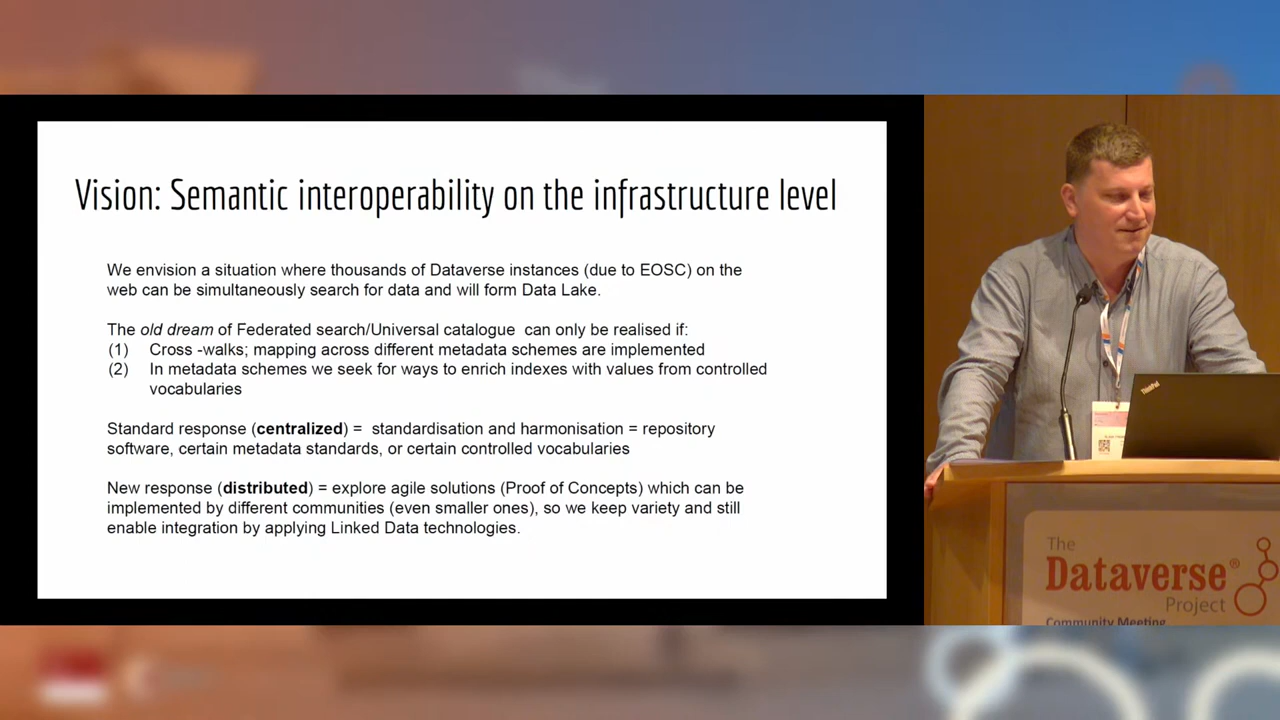 Vision: Semantic interoperability on the infrastructure level
We envision a situation where thousands of Dataverse instances (due to EOSC) on the
web can be simultaneously search for data and will form Data Lake.
The old dream of Federated search/Universal catalogue can only be realised if:
(1) Cross -walks; mapping across different metadata schemes are implemented
(2) In metadata schemes we seek for ways to enrich indexes with values from controlled
vocabularies
Standard response (centralized) = standardisation and harmonisation = repository
software, certain metadata standards, or certain controlled vocabularies
New response (distributed) = explore agile solutions (Proof of Concepts) which can be
implemented by different communities (even smaller ones), so we keep variety and still
enable integration by applying Linked Data technologies.
ThinkPad
The
Dataverse®
Project
Community Meeting